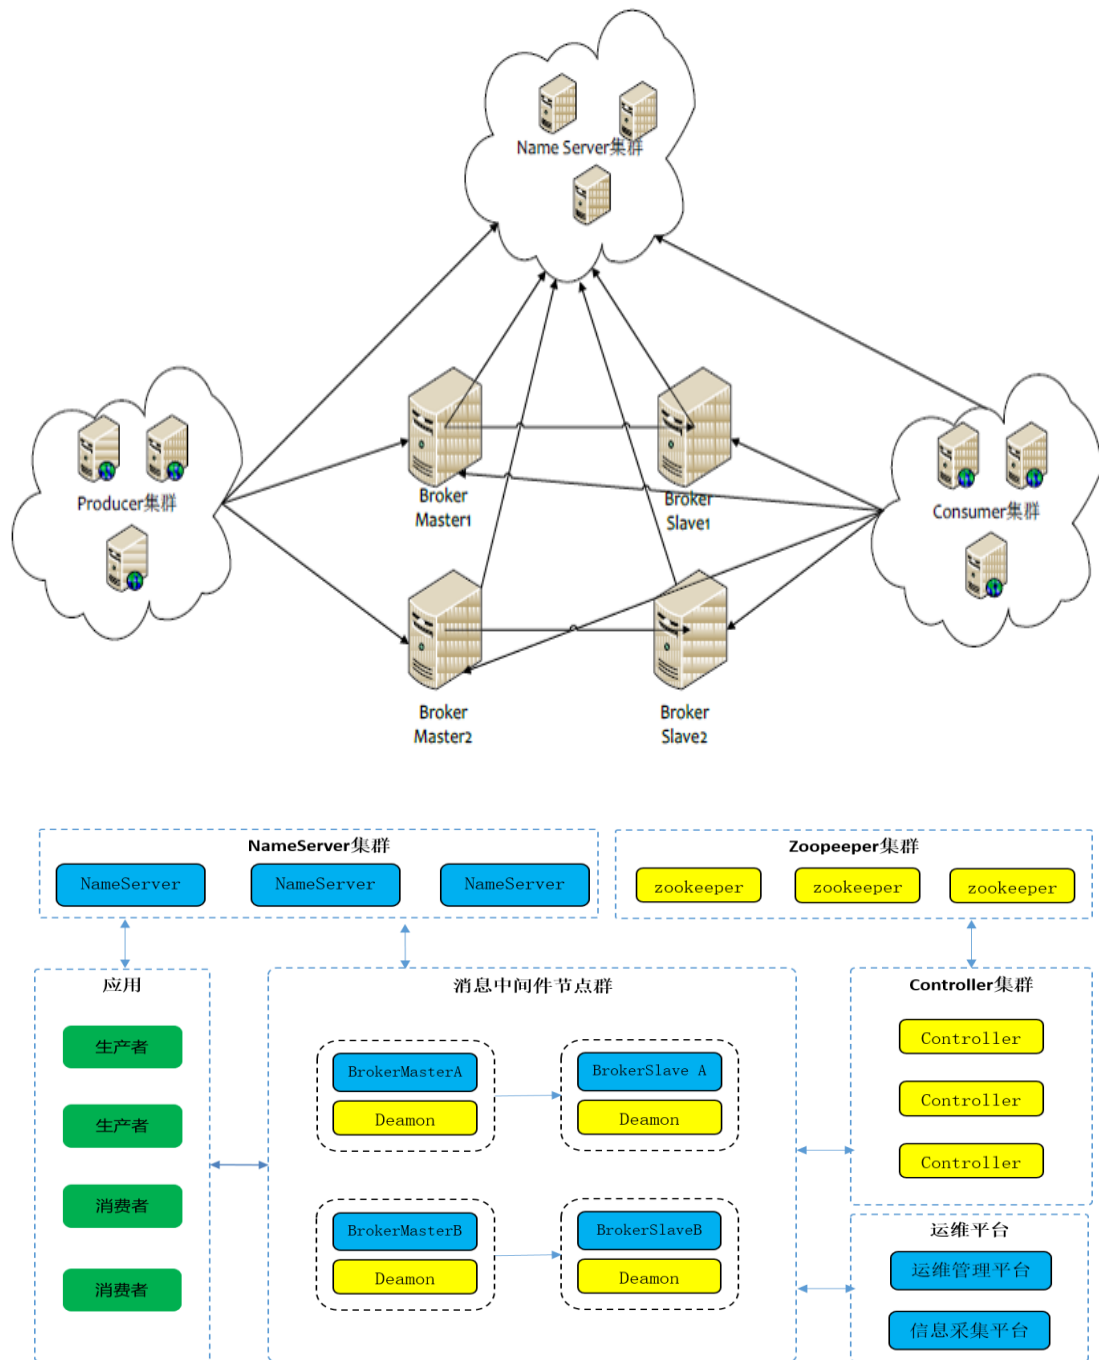 Name Server集群
Producer集群
Broker
Master1
Broker
Slave1
Consumer集群
Broker
Master2
Broker
Slave2
NameServer集群
NameServer
NameServer
NameServer
Zoopeeper集群
zookeeper
zookeeper
zookeeper
应用
生产者
生产者
消费者
消费者
消息中间件节点群
BrokerMasterA
Deamon
BrokerSlave A
Deamon
BrokerMasterB
Deamon
BrokerSlaveB
Deamon
Controller集群
Controller
Controller
Controller
运维平台
运维管理平台
信息采集平台